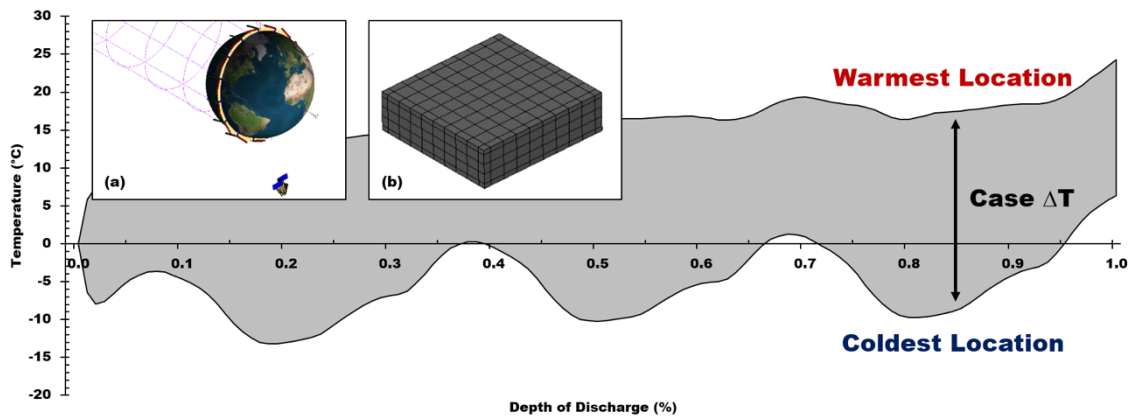 30
25
20
15
10
5
0
-5
-10
-15
-20
Temperature (°C)
(a)
(b)
Warmest Location
Case ΔT
Coldest Location
0.0 0.1 0.2 0.3 0.4 0.5 0.6 0.7 0.8 0.9 1.0
Depth of Discharge (%)